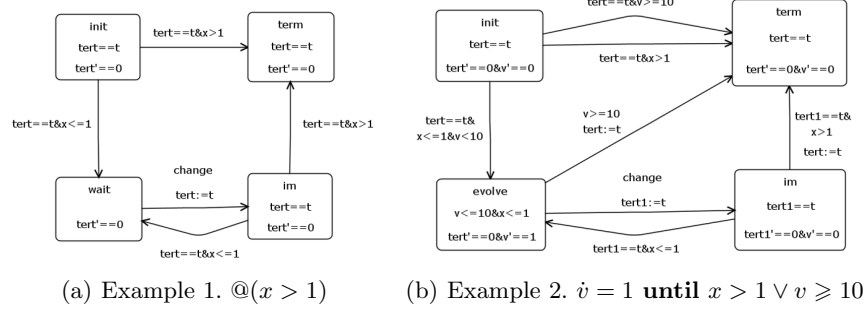 init
tert==t
tert'==0
tert==t&x>1
term
tert==t
tert'==0
tert==t&x<=1
tert==t&x>1
wait
tert'==0
change
tert:=t
im
tert==t
tert'==0
tert==t&x<=1
(a) Example 1. @(x > 1)
tert==t&v>=10
init
tert==t
tert'==0&v'==0
tert==t&x>1
term
tert==t
tert'==0&v'==0
tert==t&
x<=1&v<10
v>=10
tert:=t
tert1==t&
x>1
tert:=t
evolve
v<=10&x<=1
tert'==0&v'==1
change
tert1:=t
im
tert1==t
tert1'==0&v'==0
tert1==t&x<=1
(b) Example 2. v̇ = 1 until x > 1 ∨ v ⩾ 10